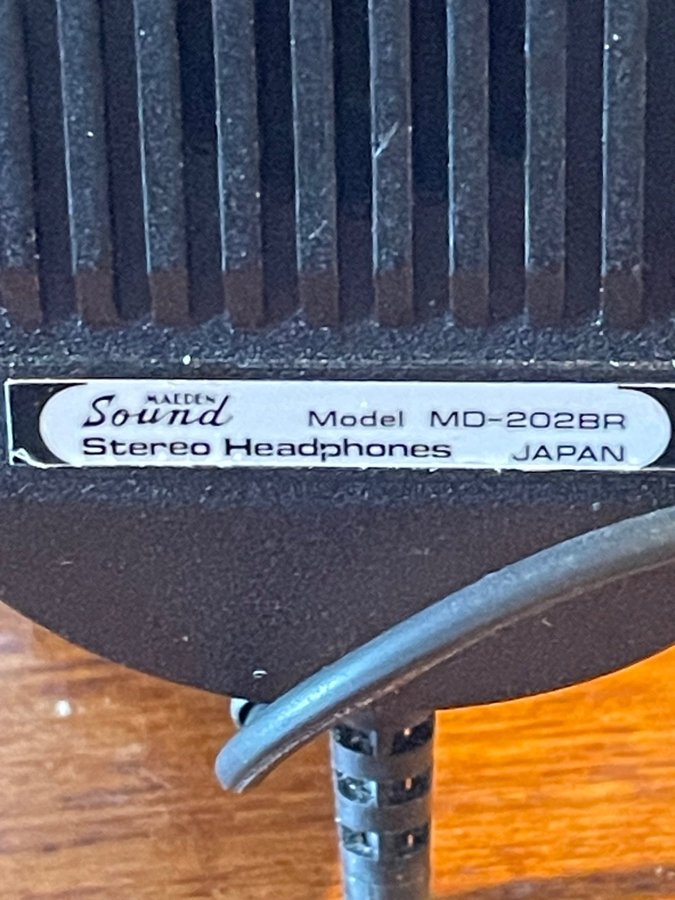 MAEDEN
Sound Model MD-202BR
Stereo Headphones JAPAN